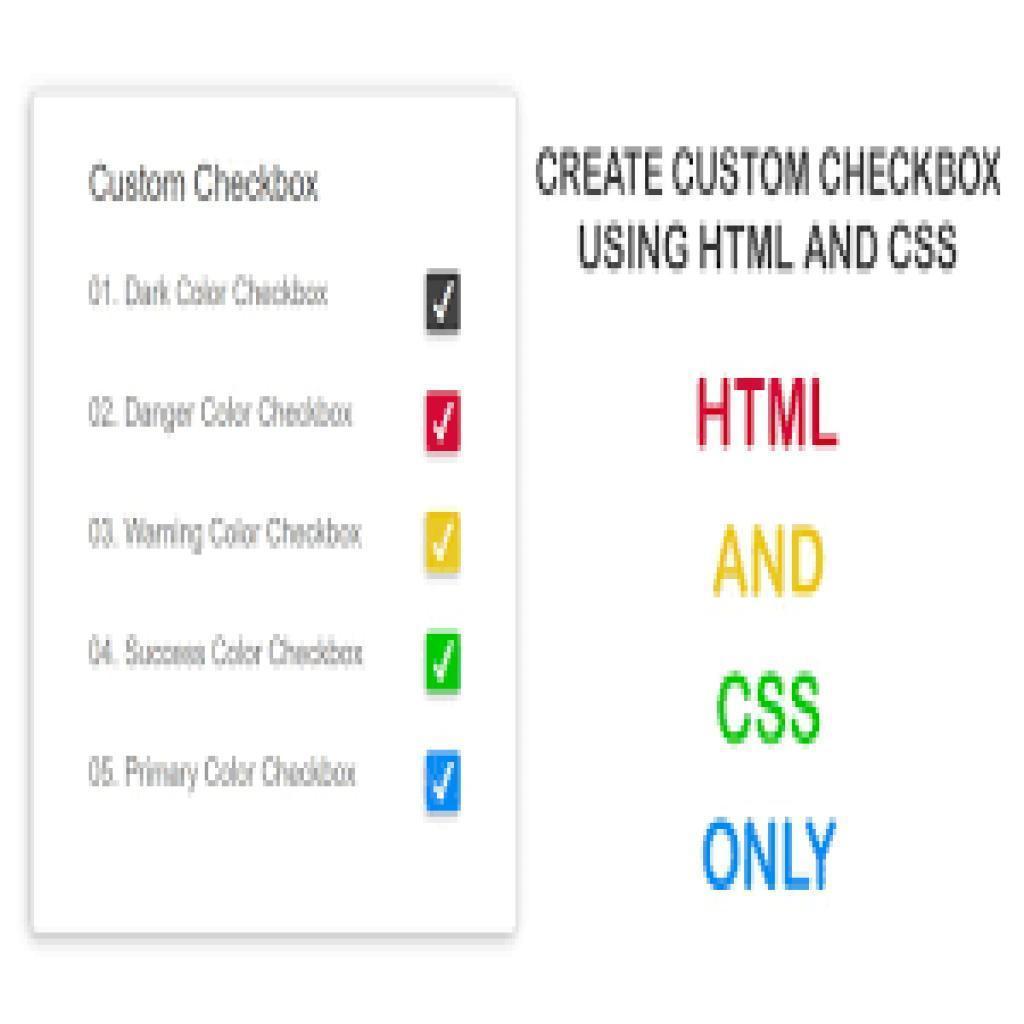 Custom Checkbox
01. Dark Color Checkbox
02. Danger Color Checkbox
03. Warning Color Checkbox
04. Success Color Checkbox
05. Primary Color Checkbox
CREATE CUSTOM CHECKBOX
USING HTML AND CSS
HTML
AND
CSS
ONLY